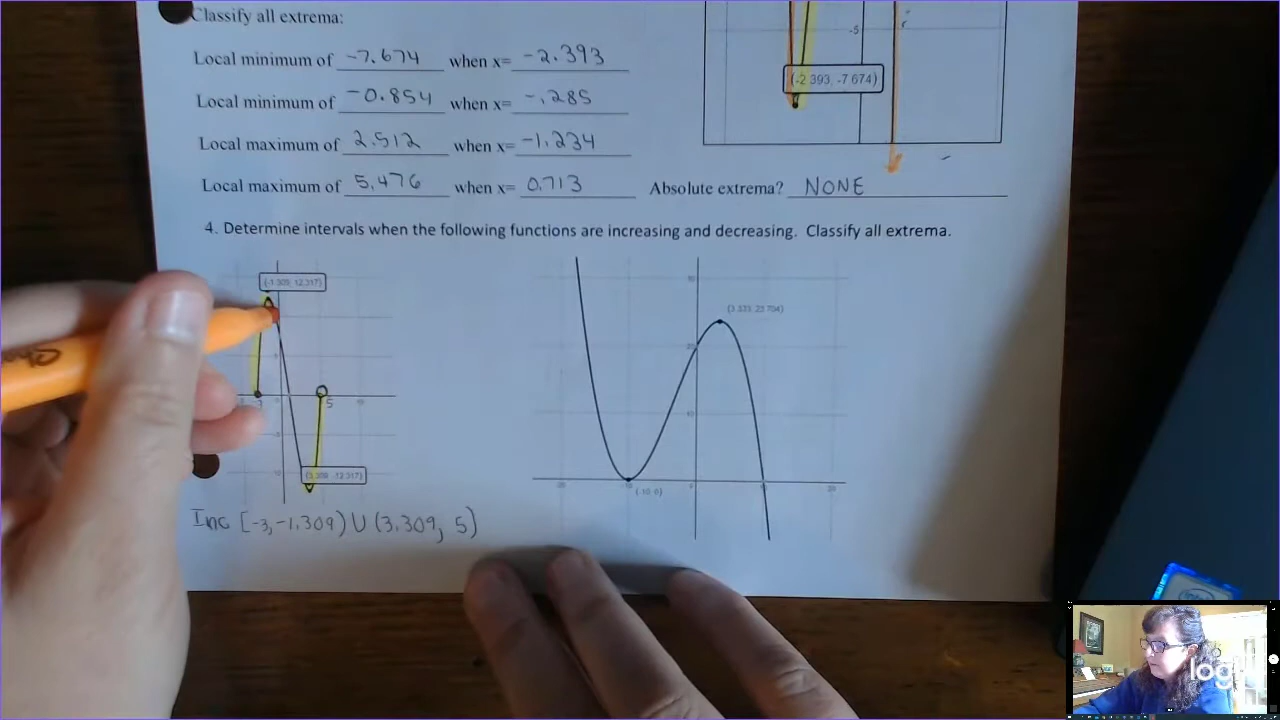 Classify all extrema:
-5
(-2.393, -7.674)
Local minimum of -7.674 when x= -2.393
Local minimum of -0.854 when x= -.285
Local maximum of 2.512 when x= -1.234
Local maximum of 5.476 when x= 0.713 Absolute extrema? NONE
4. Determine intervals when the following functions are increasing and decreasing. Classify all extrema.
(-1.309, 12.317)
-3
5
(3.309, -12.317)
(-10, 0)
Inc [-3, -1.309) U (3.309, 5)
logi